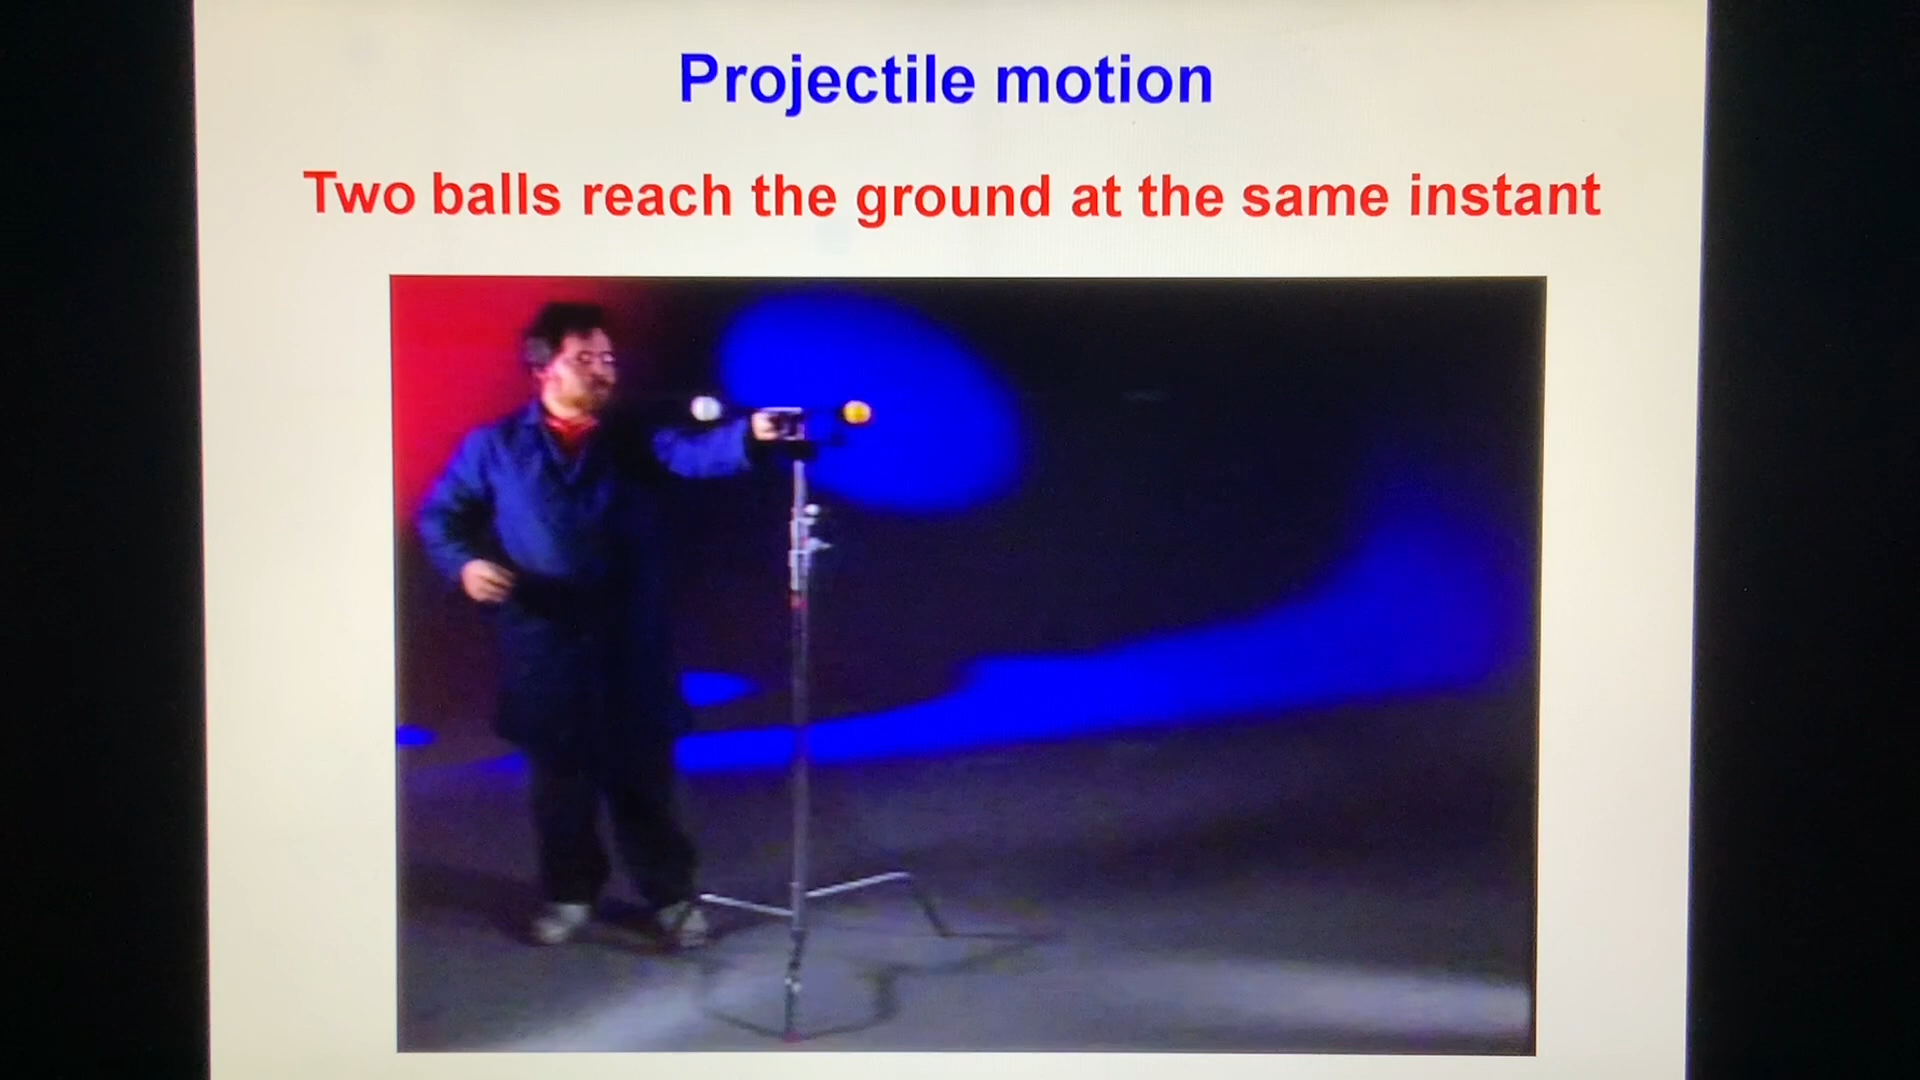 Projectile motion
Two balls reach the ground at the same instant